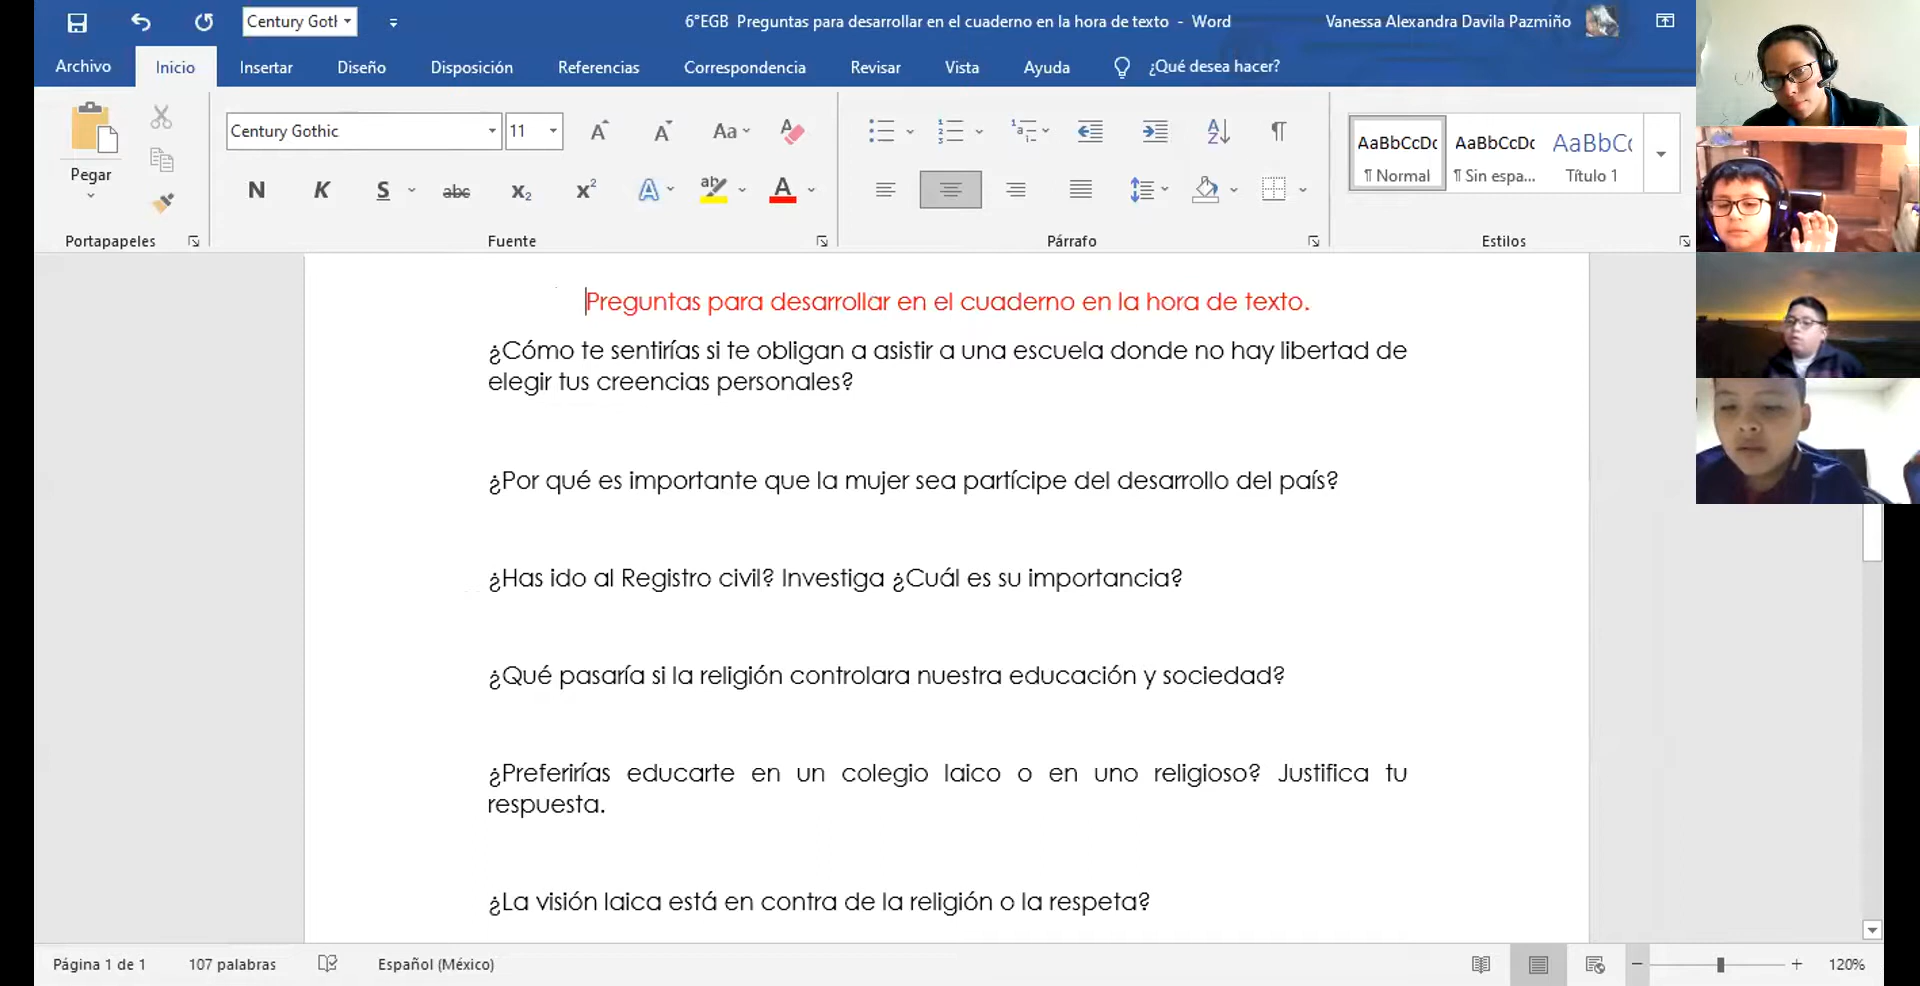 Century Gotl
6°EGB Preguntas para desarrollar en el cuaderno en la hora de texto - Word
Vanessa Alexandra Davila Pazmiño
Archivo Inicio Insertar Diseño Disposición Referencias Correspondencia Revisar Vista Ayuda ¿Qué desea hacer?
Pegar
Portapapeles
Century Gothic 11
Aa
N K S abc x₂ x²
Fuente
Párrafo
AaBbCcDc AaBbCcDc AaBbCc
¶ Normal ¶ Sin espa... Título 1
Estilos
Preguntas para desarrollar en el cuaderno en la hora de texto.
¿Cómo te sentirías si te obligan a asistir a una escuela donde no hay libertad de
elegir tus creencias personales?
¿Por qué es importante que la mujer sea partícipe del desarrollo del país?
¿Has ido al Registro civil? Investiga ¿Cuál es su importancia?
¿Qué pasaría si la religión controlara nuestra educación y sociedad?
¿Preferirías educarte en un colegio laico o en uno religioso? Justifica tu
respuesta.
¿La visión laica está en contra de la religión o la respeta?
Página 1 de 1 107 palabras Español (México) 120%